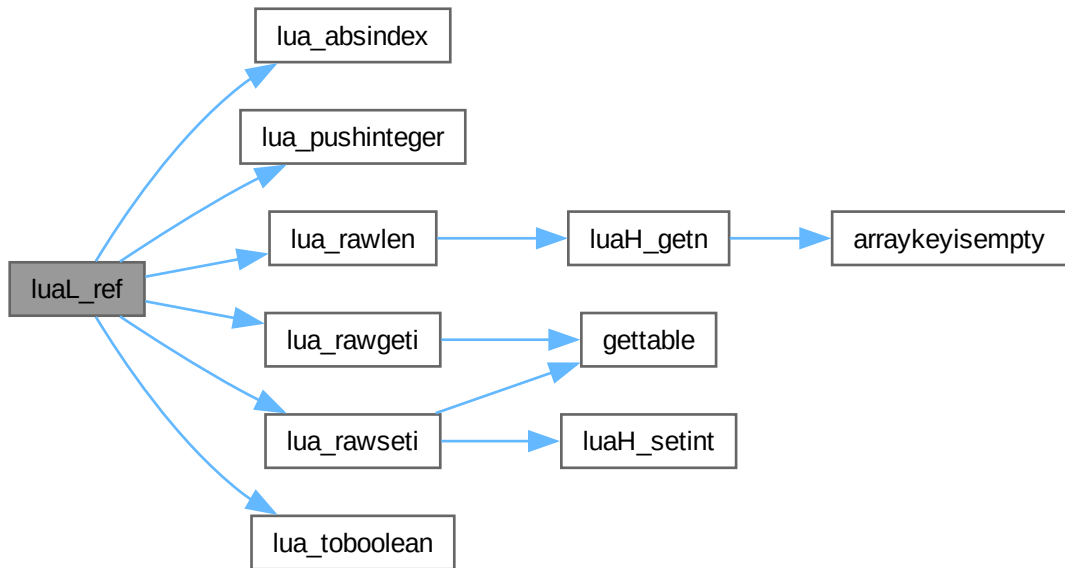 lua_absindex
lua_pushinteger
lua_rawlen
luaH_getn
arraykeyisempty
luaL_ref
lua_rawgeti
gettable
lua_rawseti
luaH_setint
lua_toboolean